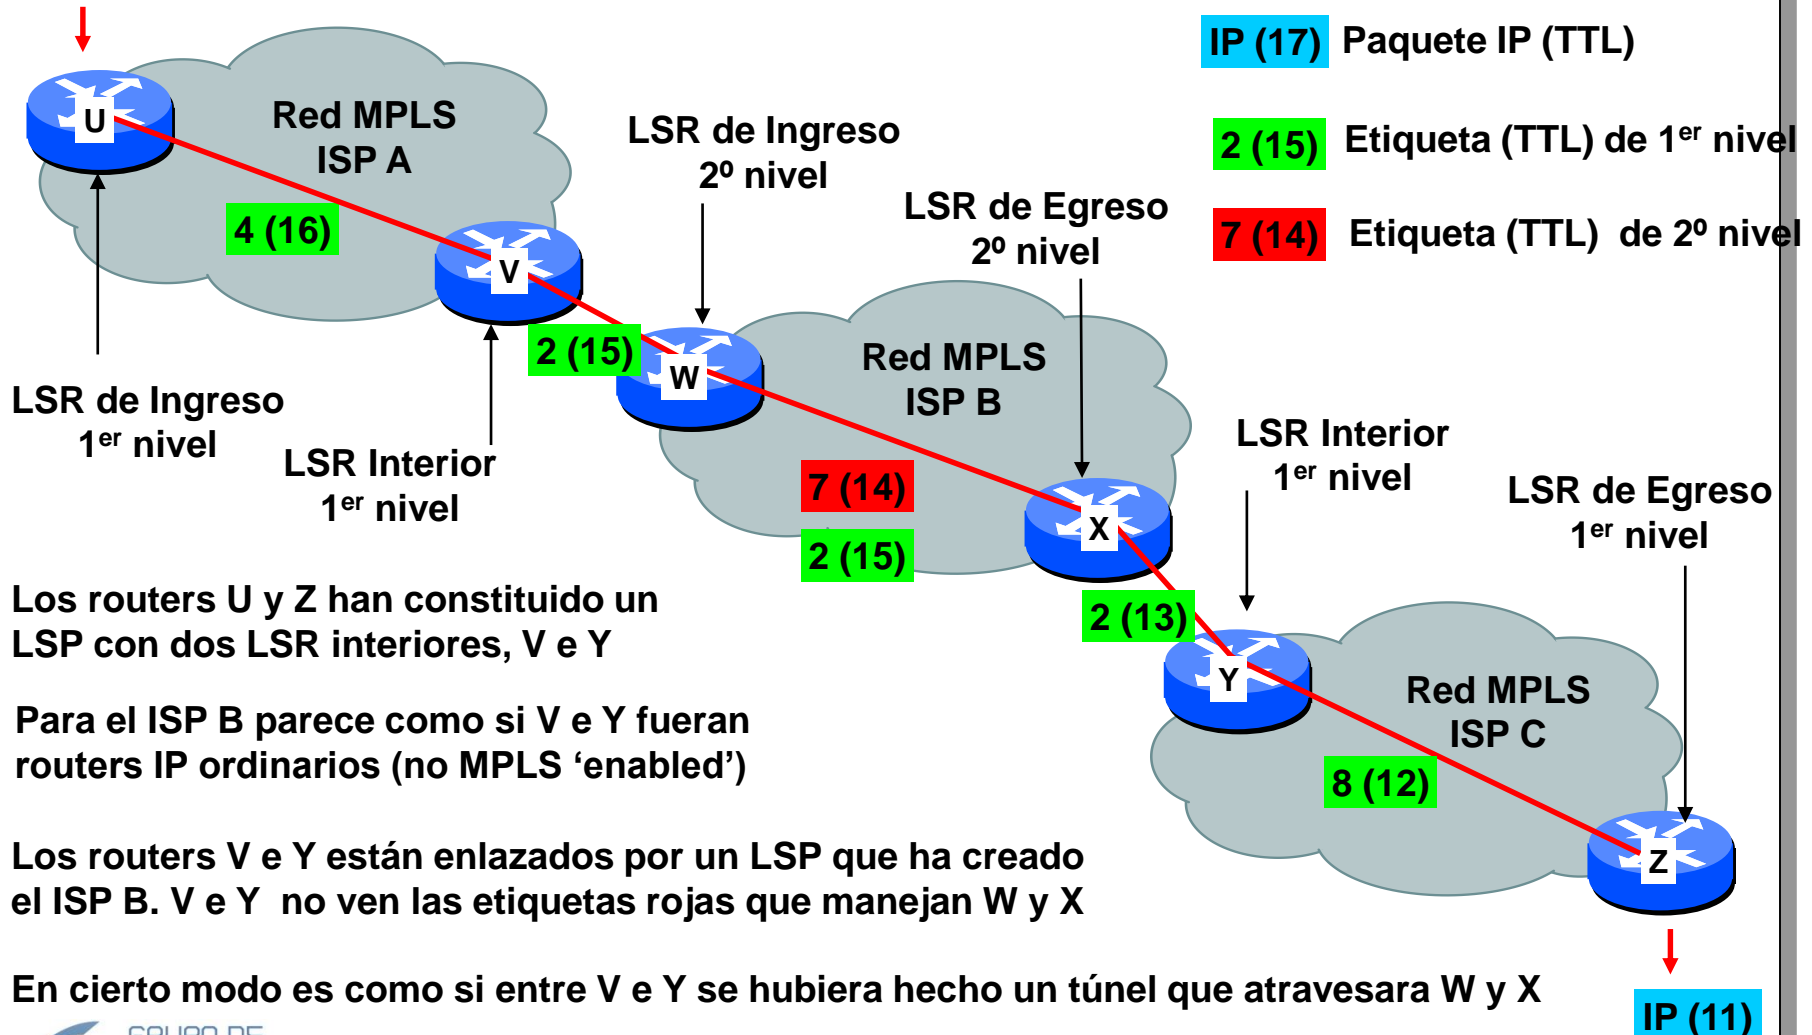 IP (17) Paquete IP (TTL)
2 (15) Etiqueta (TTL) de 1er nivel
7 (14) Etiqueta (TTL) de 2º nivel
U
Red MPLS
ISP A
4 (16)
V
LSR de Ingreso
2º nivel
LSR de Egreso
2º nivel
2 (15)
W
Red MPLS
ISP B
LSR de Ingreso
1er nivel
LSR Interior
1er nivel
7 (14)
2 (15)
X
LSR Interior
1er nivel
LSR de Egreso
1er nivel
2 (13)
Y
Red MPLS
ISP C
8 (12)
Z
Los routers U y Z han constituido un
LSP con dos LSR interiores, V e Y
Para el ISP B parece como si V e Y fueran
routers IP ordinarios (no MPLS ‘enabled’)
Los routers V e Y están enlazados por un LSP que ha creado
el ISP B. V e Y no ven las etiquetas rojas que manejan W y X
En cierto modo es como si entre V e Y se hubiera hecho un túnel que atravesara W y X
IP (11)
GRUPO DE